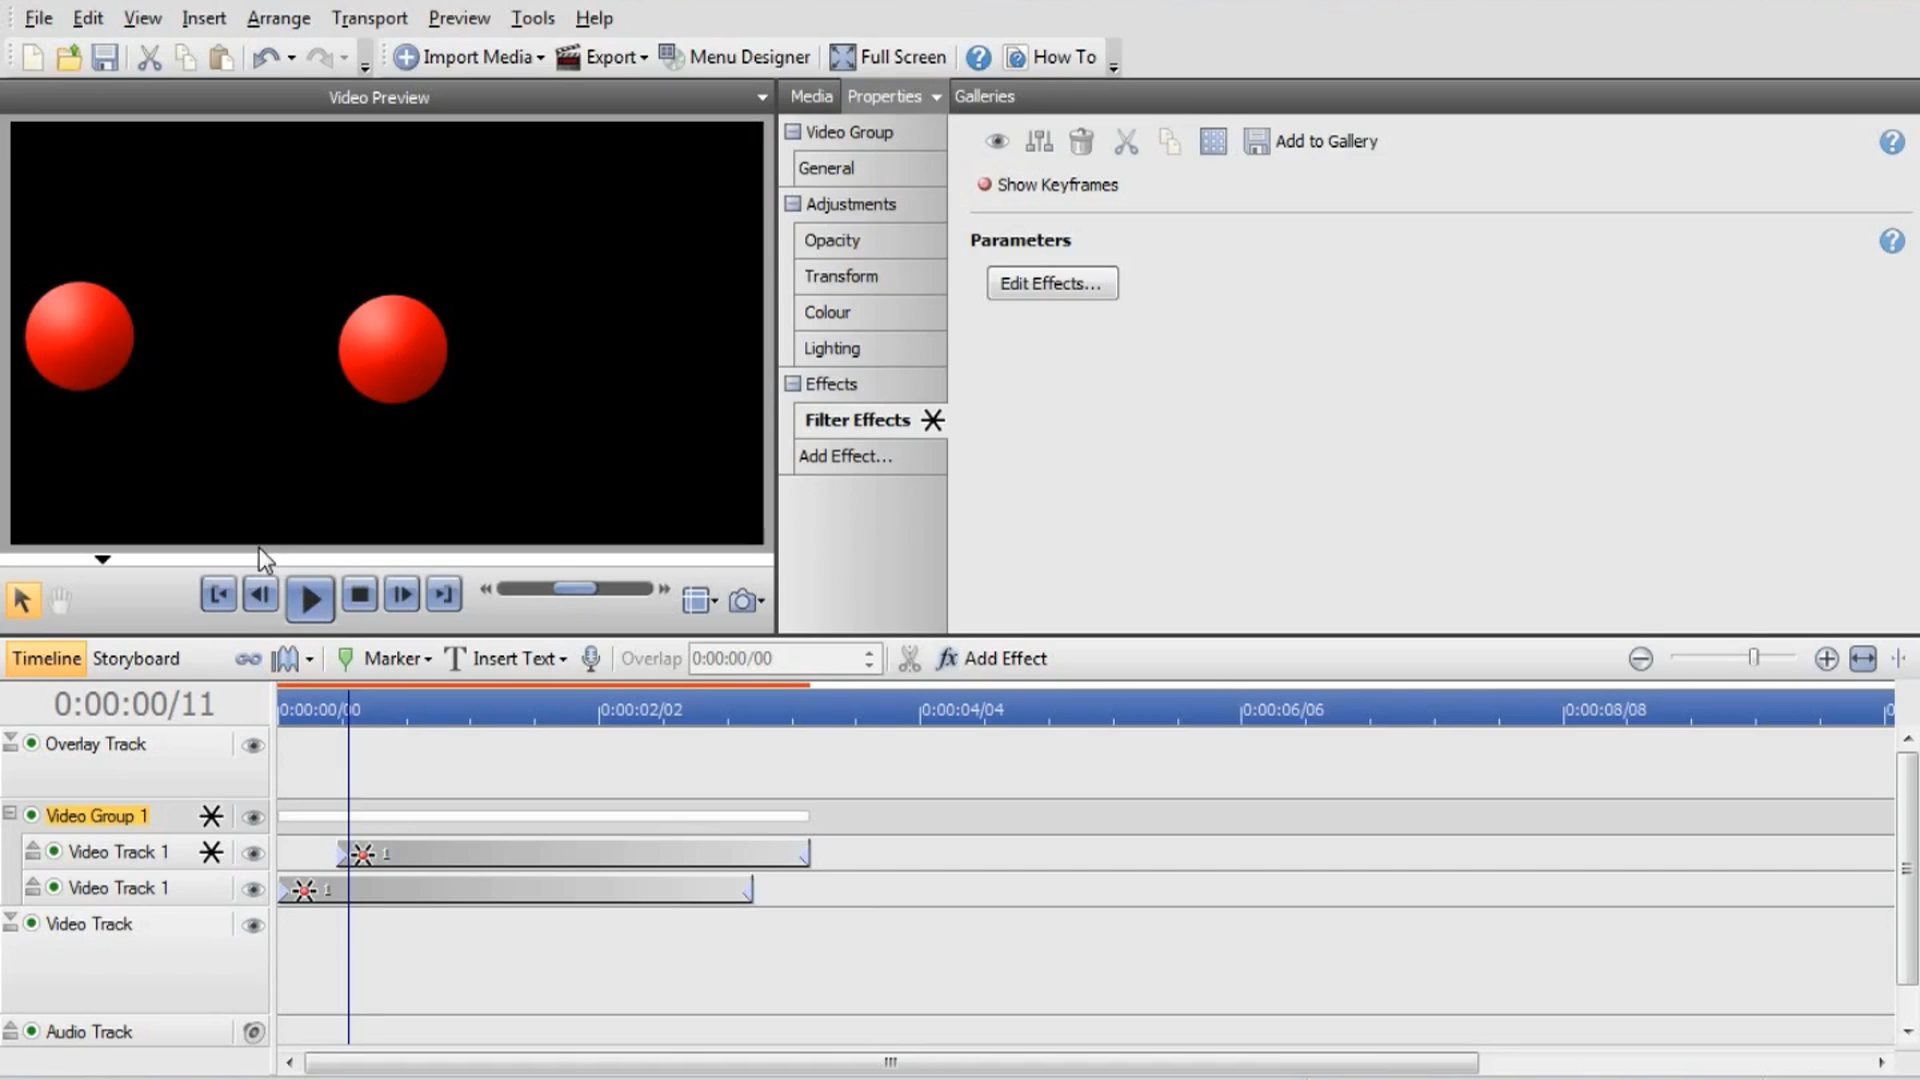 File Edit View Insert Arrange Transport Preview Tools Help
Import Media Export Menu Designer Full Screen How To
Video Preview
Media Properties Galleries
Video Group
General
Adjustments
Opacity
Transform
Colour
Lighting
Effects
Filter Effects
Add Effect...
Add to Gallery
Show Keyframes
Parameters
Edit Effects...
Timeline Storyboard Marker Insert Text Overlap 0:00:00/00 fx Add Effect
0:00:00/11
0:00:00/00 0:00:02/02 0:00:04/04 0:00:06/06 0:00:08/08 0
Overlay Track
Video Group 1
Video Track 1 1
Video Track 1 1
Video Track
Audio Track